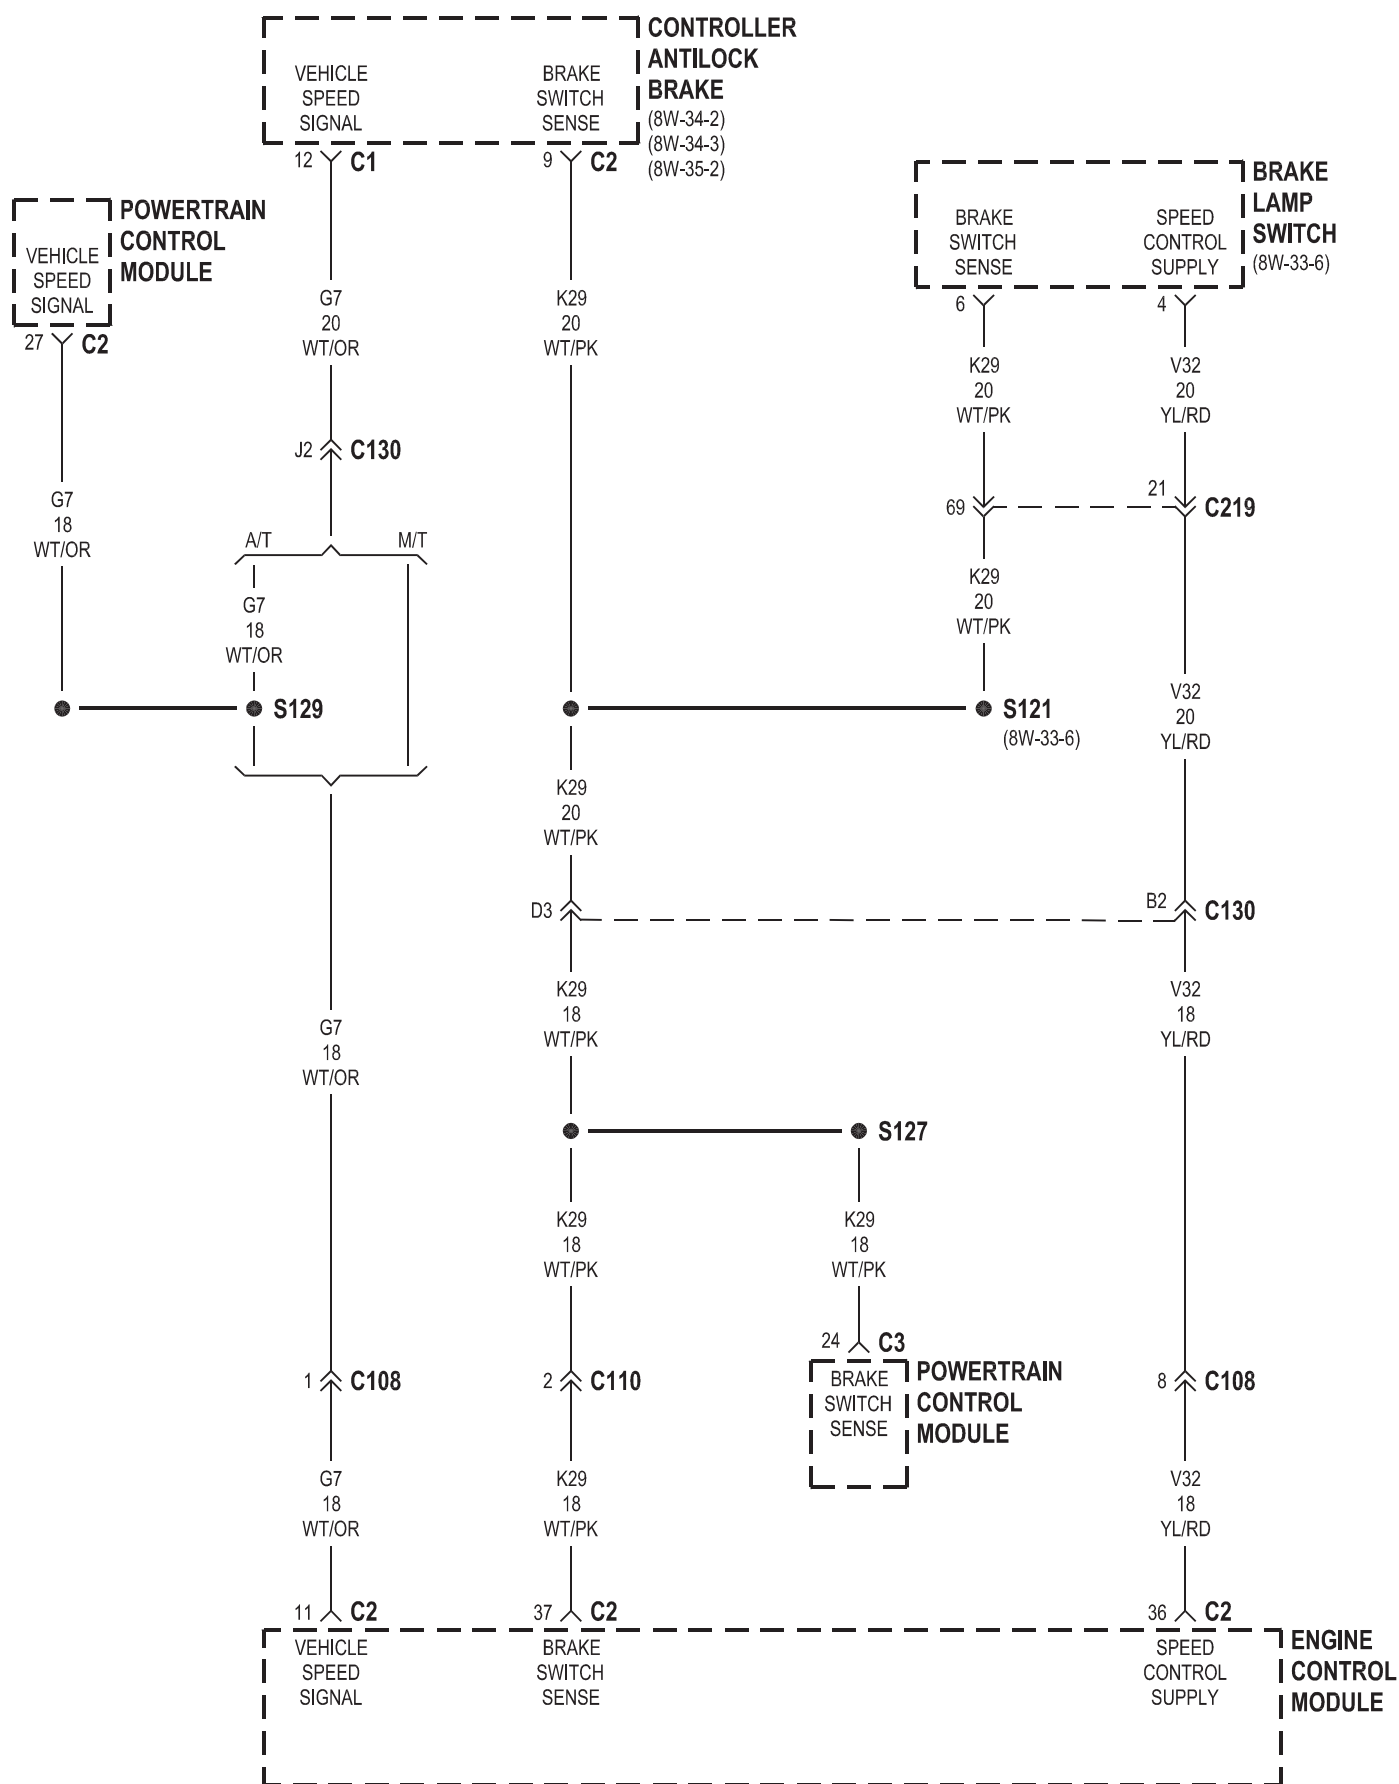 CONTROLLER
ANTILOCK
BRAKE
(8W-34-2)
(8W-34-3)
(8W-35-2)
VEHICLE
SPEED
SIGNAL
BRAKE
SWITCH
SENSE
12 C1
9 C2
BRAKE
LAMP
SWITCH
(8W-33-6)
BRAKE
SWITCH
SENSE
SPEED
CONTROL
SUPPLY
6
4
POWERTRAIN
CONTROL
MODULE
VEHICLE
SPEED
SIGNAL
27 C2
G7
20
WT/OR
K29
20
WT/PK
K29
20
WT/PK
V32
20
YL/RD
J2 C130
G7
18
WT/OR
69
21 C219
A/T
M/T
G7
18
WT/OR
K29
20
WT/PK
S129
S121
(8W-33-6)
V32
20
YL/RD
K29
20
WT/PK
D3
B2 C130
G7
18
WT/OR
K29
18
WT/PK
V32
18
YL/RD
S127
K29
18
WT/PK
K29
18
WT/PK
24 C3
BRAKE
SWITCH
SENSE
POWERTRAIN
CONTROL
MODULE
1 C108
2 C110
8 C108
G7
18
WT/OR
K29
18
WT/PK
V32
18
YL/RD
11 C2
37 C2
36 C2
VEHICLE
SPEED
SIGNAL
BRAKE
SWITCH
SENSE
SPEED
CONTROL
SUPPLY
ENGINE
CONTROL
MODULE